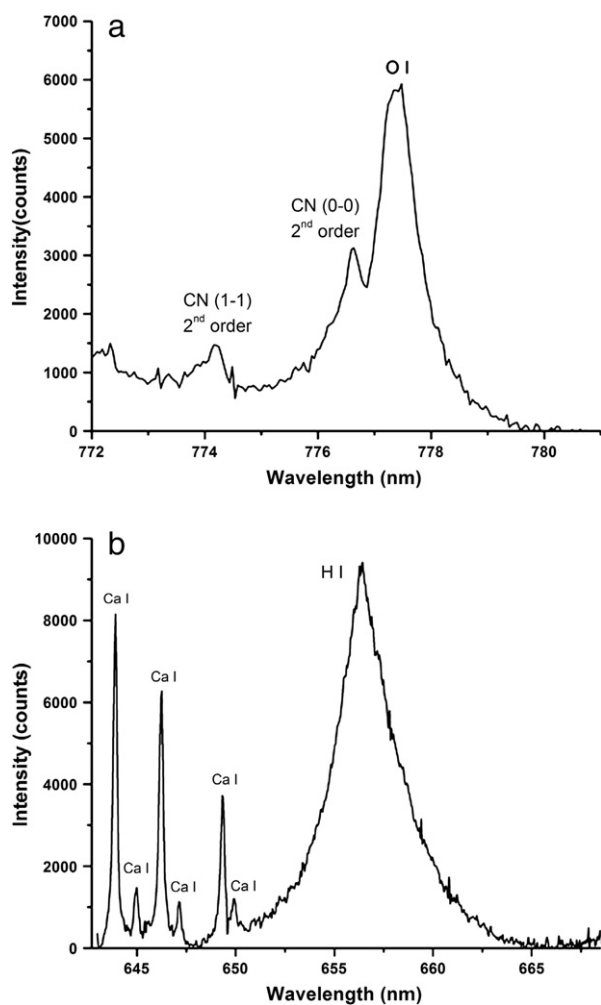 a
7000
6000
5000
4000
3000
2000
1000
0
Intensity(counts)
O I
CN (0-0)
2nd order
CN (1-1)
2nd order
772
774
776
778
780
Wavelength (nm)
b
10000
8000
6000
4000
2000
0
Intensity (counts)
H I
Ca I
Ca I
Ca I
Ca I
Ca I
Ca I
645
650
655
660
665
Wavelength (nm)